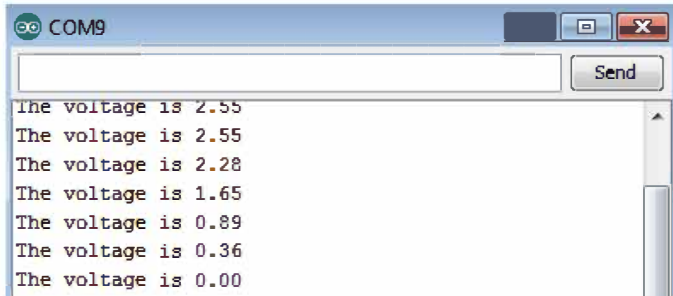 COM9
Send
The voltage is 2.55
The voltage is 2.55
The voltage is 2.28
The voltage is 1.65
The voltage is 0.89
The voltage is 0.36
The voltage is 0.00